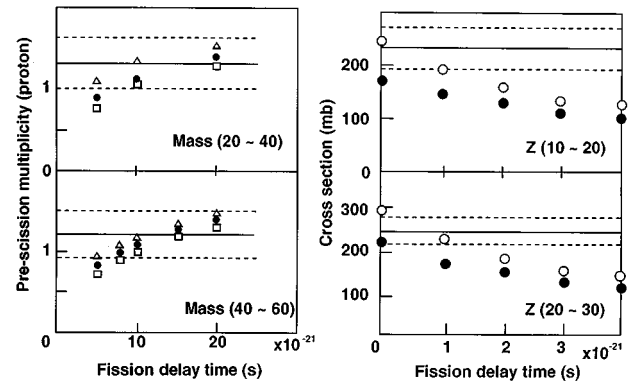 Pre-scission multiplicity (proton)
1
0
1
Mass (20 ~ 40)
Mass (40 ~ 60)
0
10
20
x10⁻²¹
Fission delay time (s)
Cross section (mb)
200
100
0
300
200
100
Z (10 ~ 20)
Z (20 ~ 30)
0
1
2
3
x10⁻²¹
4
Fission delay time (s)